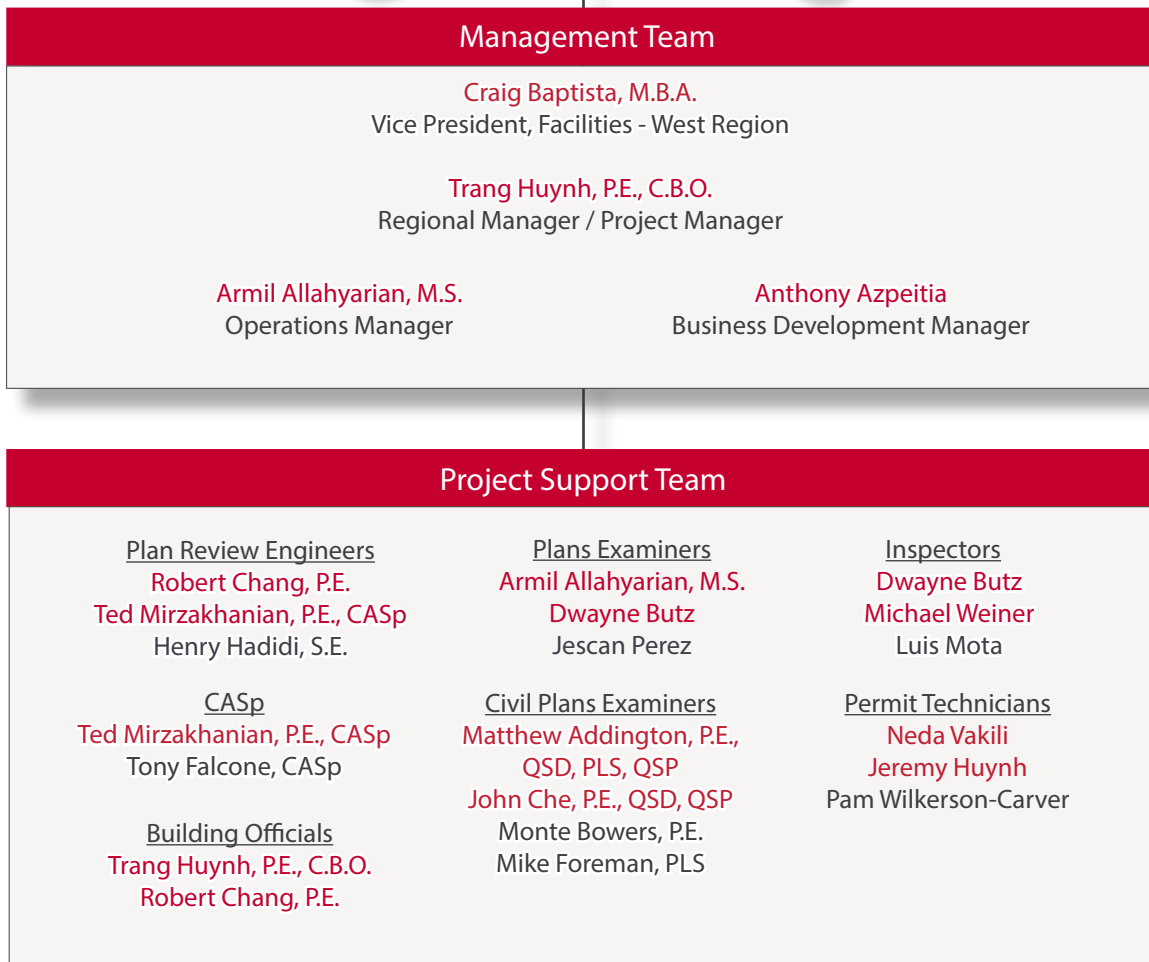 Management Team
Craig Baptista, M.B.A.
Vice President, Facilities - West Region
Trang Huynh, P.E., C.B.O.
Regional Manager / Project Manager
Armil Allahyarian, M.S.
Operations Manager
Anthony Azpeitia
Business Development Manager
Project Support Team
Plan Review Engineers
Robert Chang, P.E.
Ted Mirzakhanian, P.E., CASp
Henry Hadidi, S.E.
CASp
Ted Mirzakhanian, P.E., CASp
Tony Falcone, CASp
Building Officials
Trang Huynh, P.E., C.B.O.
Robert Chang, P.E.
Plans Examiners
Armil Allahyarian, M.S.
Dwayne Butz
Jescan Perez
Civil Plans Examiners
Matthew Addington, P.E.,
QSD, PLS, QSP
John Che, P.E., QSD, QSP
Monte Bowers, P.E.
Mike Foreman, PLS
Inspectors
Dwayne Butz
Michael Weiner
Luis Mota
Permit Technicians
Neda Vakili
Jeremy Huynh
Pam Wilkerson-Carver